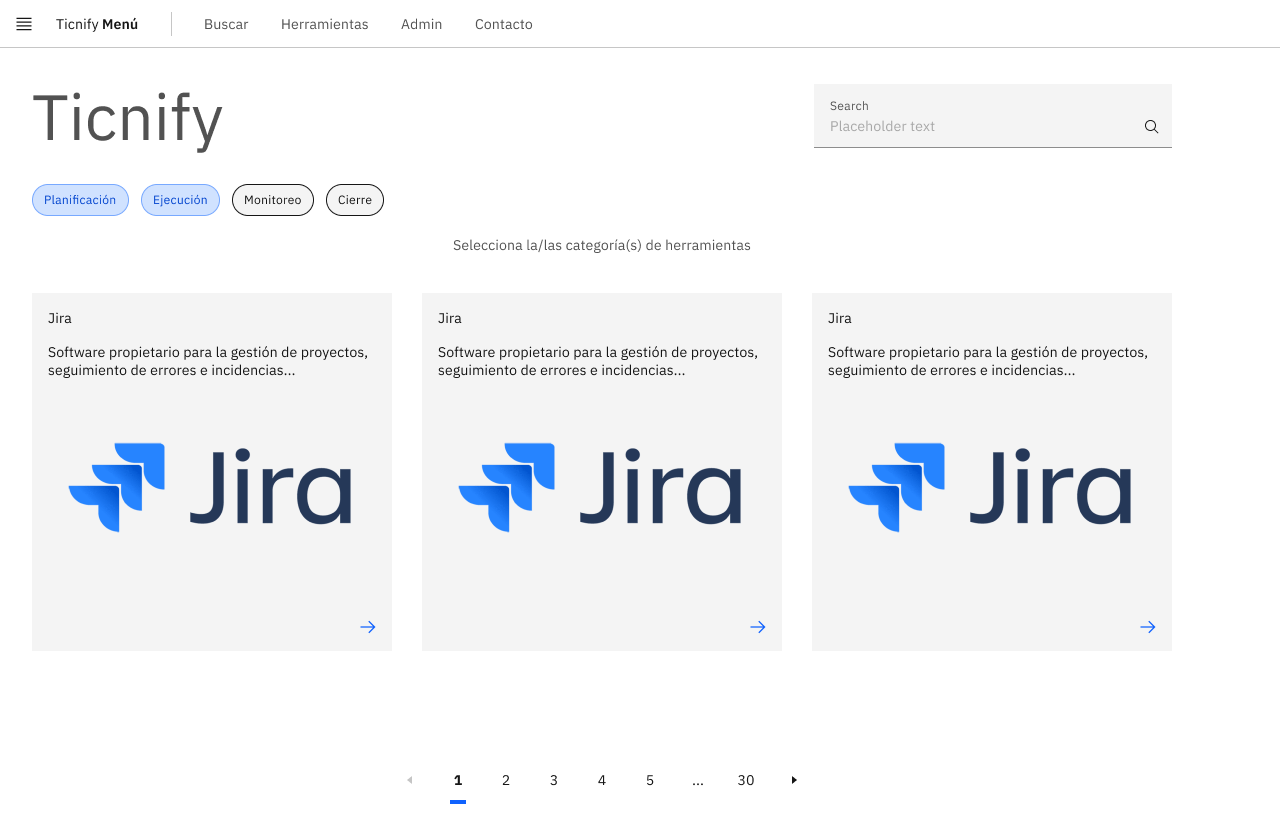 Ticnify Menú
Buscar
Herramientas
Admin
Contacto
Ticnify
Search
Placeholder text
Planificación
Ejecución
Monitoreo
Cierre
Selecciona la/las categoría(s) de herramientas
Jira
Software propietario para la gestión de proyectos,
seguimiento de errores e incidencias...
Jira
Jira
Software propietario para la gestión de proyectos,
seguimiento de errores e incidencias...
Jira
Jira
Software propietario para la gestión de proyectos,
seguimiento de errores e incidencias...
Jira
1 2 3 4 5 ... 30